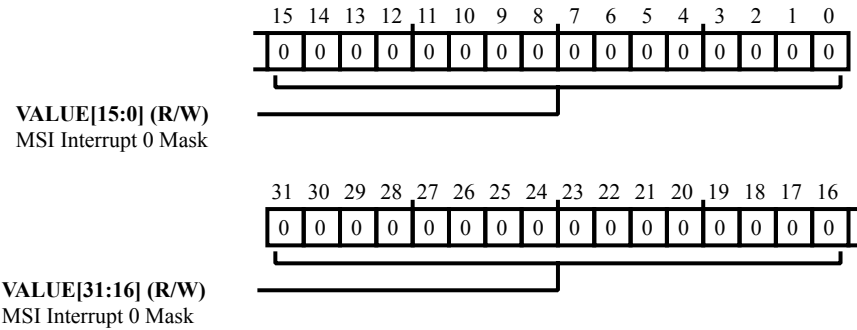 15 14 13 12 11 10 9 8 7 6 5 4 3 2 1 0
0 0 0 0 0 0 0 0 0 0 0 0 0 0 0 0
VALUE[15:0] (R/W)
MSI Interrupt 0 Mask
31 30 29 28 27 26 25 24 23 22 21 20 19 18 17 16
0 0 0 0 0 0 0 0 0 0 0 0 0 0 0 0
VALUE[31:16] (R/W)
MSI Interrupt 0 Mask